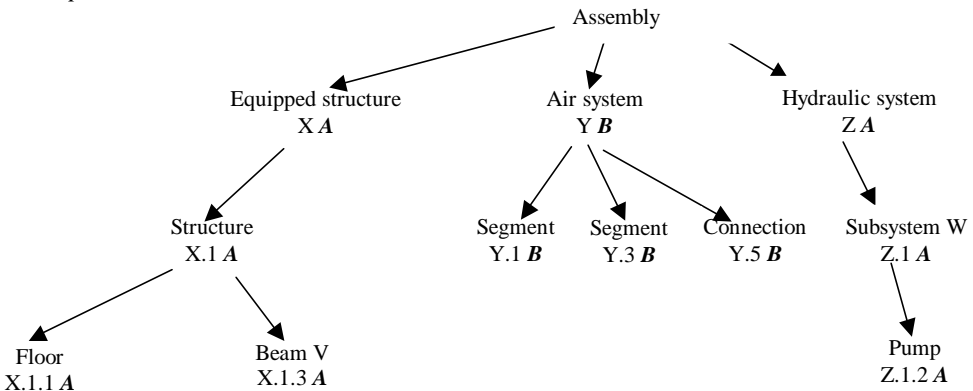 Assembly
Equipped structure
X A
Air system
Y B
Hydraulic system
Z A
Structure
X.1 A
Segment
Y.1 B
Segment
Y.3 B
Connection
Y.5 B
Subsystem W
Z.1 A
Floor
X.1.1 A
Beam V
X.1.3 A
Pump
Z.1.2 A